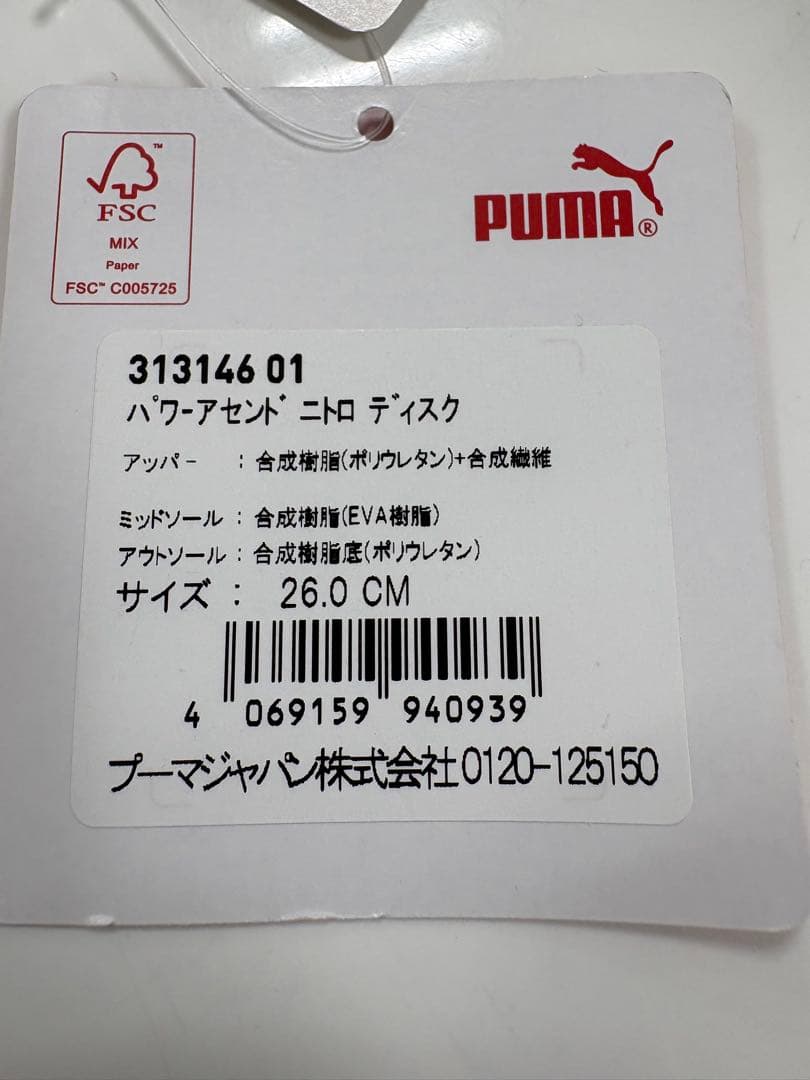 FSC
MIX
Paper
FSC™ C005725
PUMA®
313146 01
パワーアセンド ニトロ ディスク
アッパー : 合成樹脂(ポリウレタン)+合成繊維
ミッドソール : 合成樹脂(EVA樹脂)
アウトソール : 合成樹脂底(ポリウレタン)
サイズ : 26.0 CM
4 069159 940939
プーマジャパン株式会社0120-125150